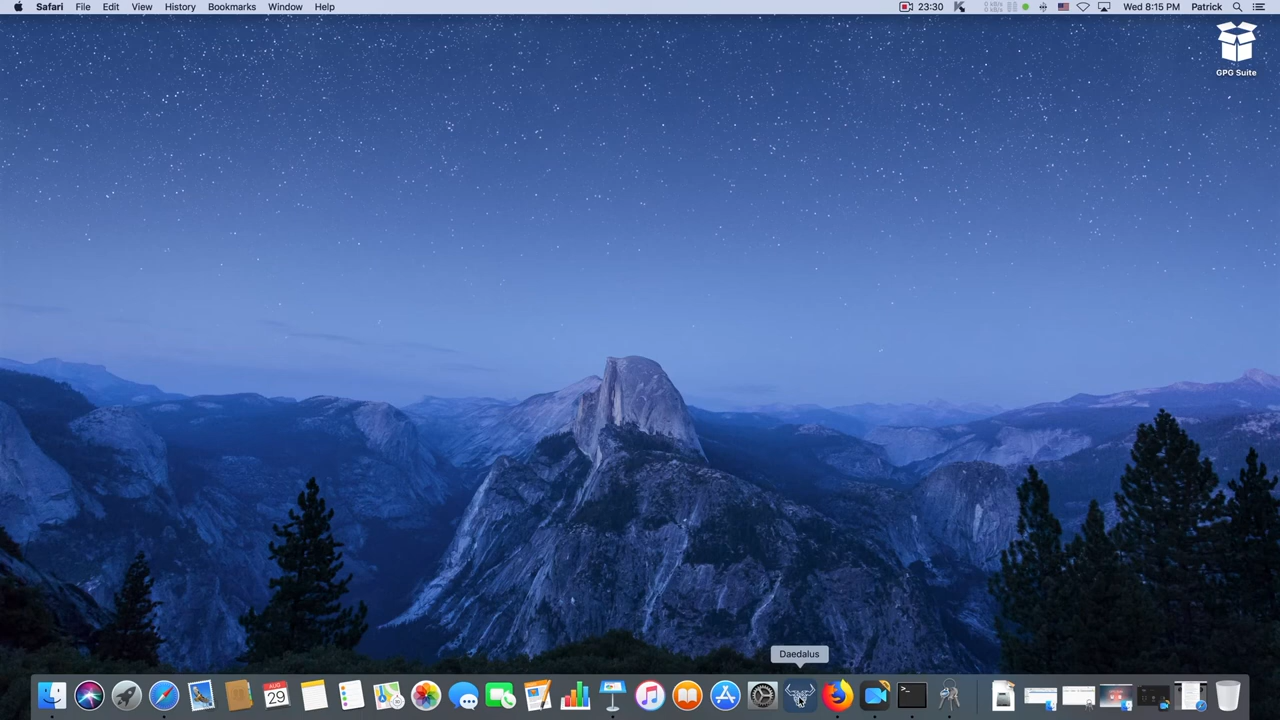 Safari File Edit View History Bookmarks Window Help
23:30 Wed 8:15 PM Patrick
GPG Suite
Daedalus
AUG
29